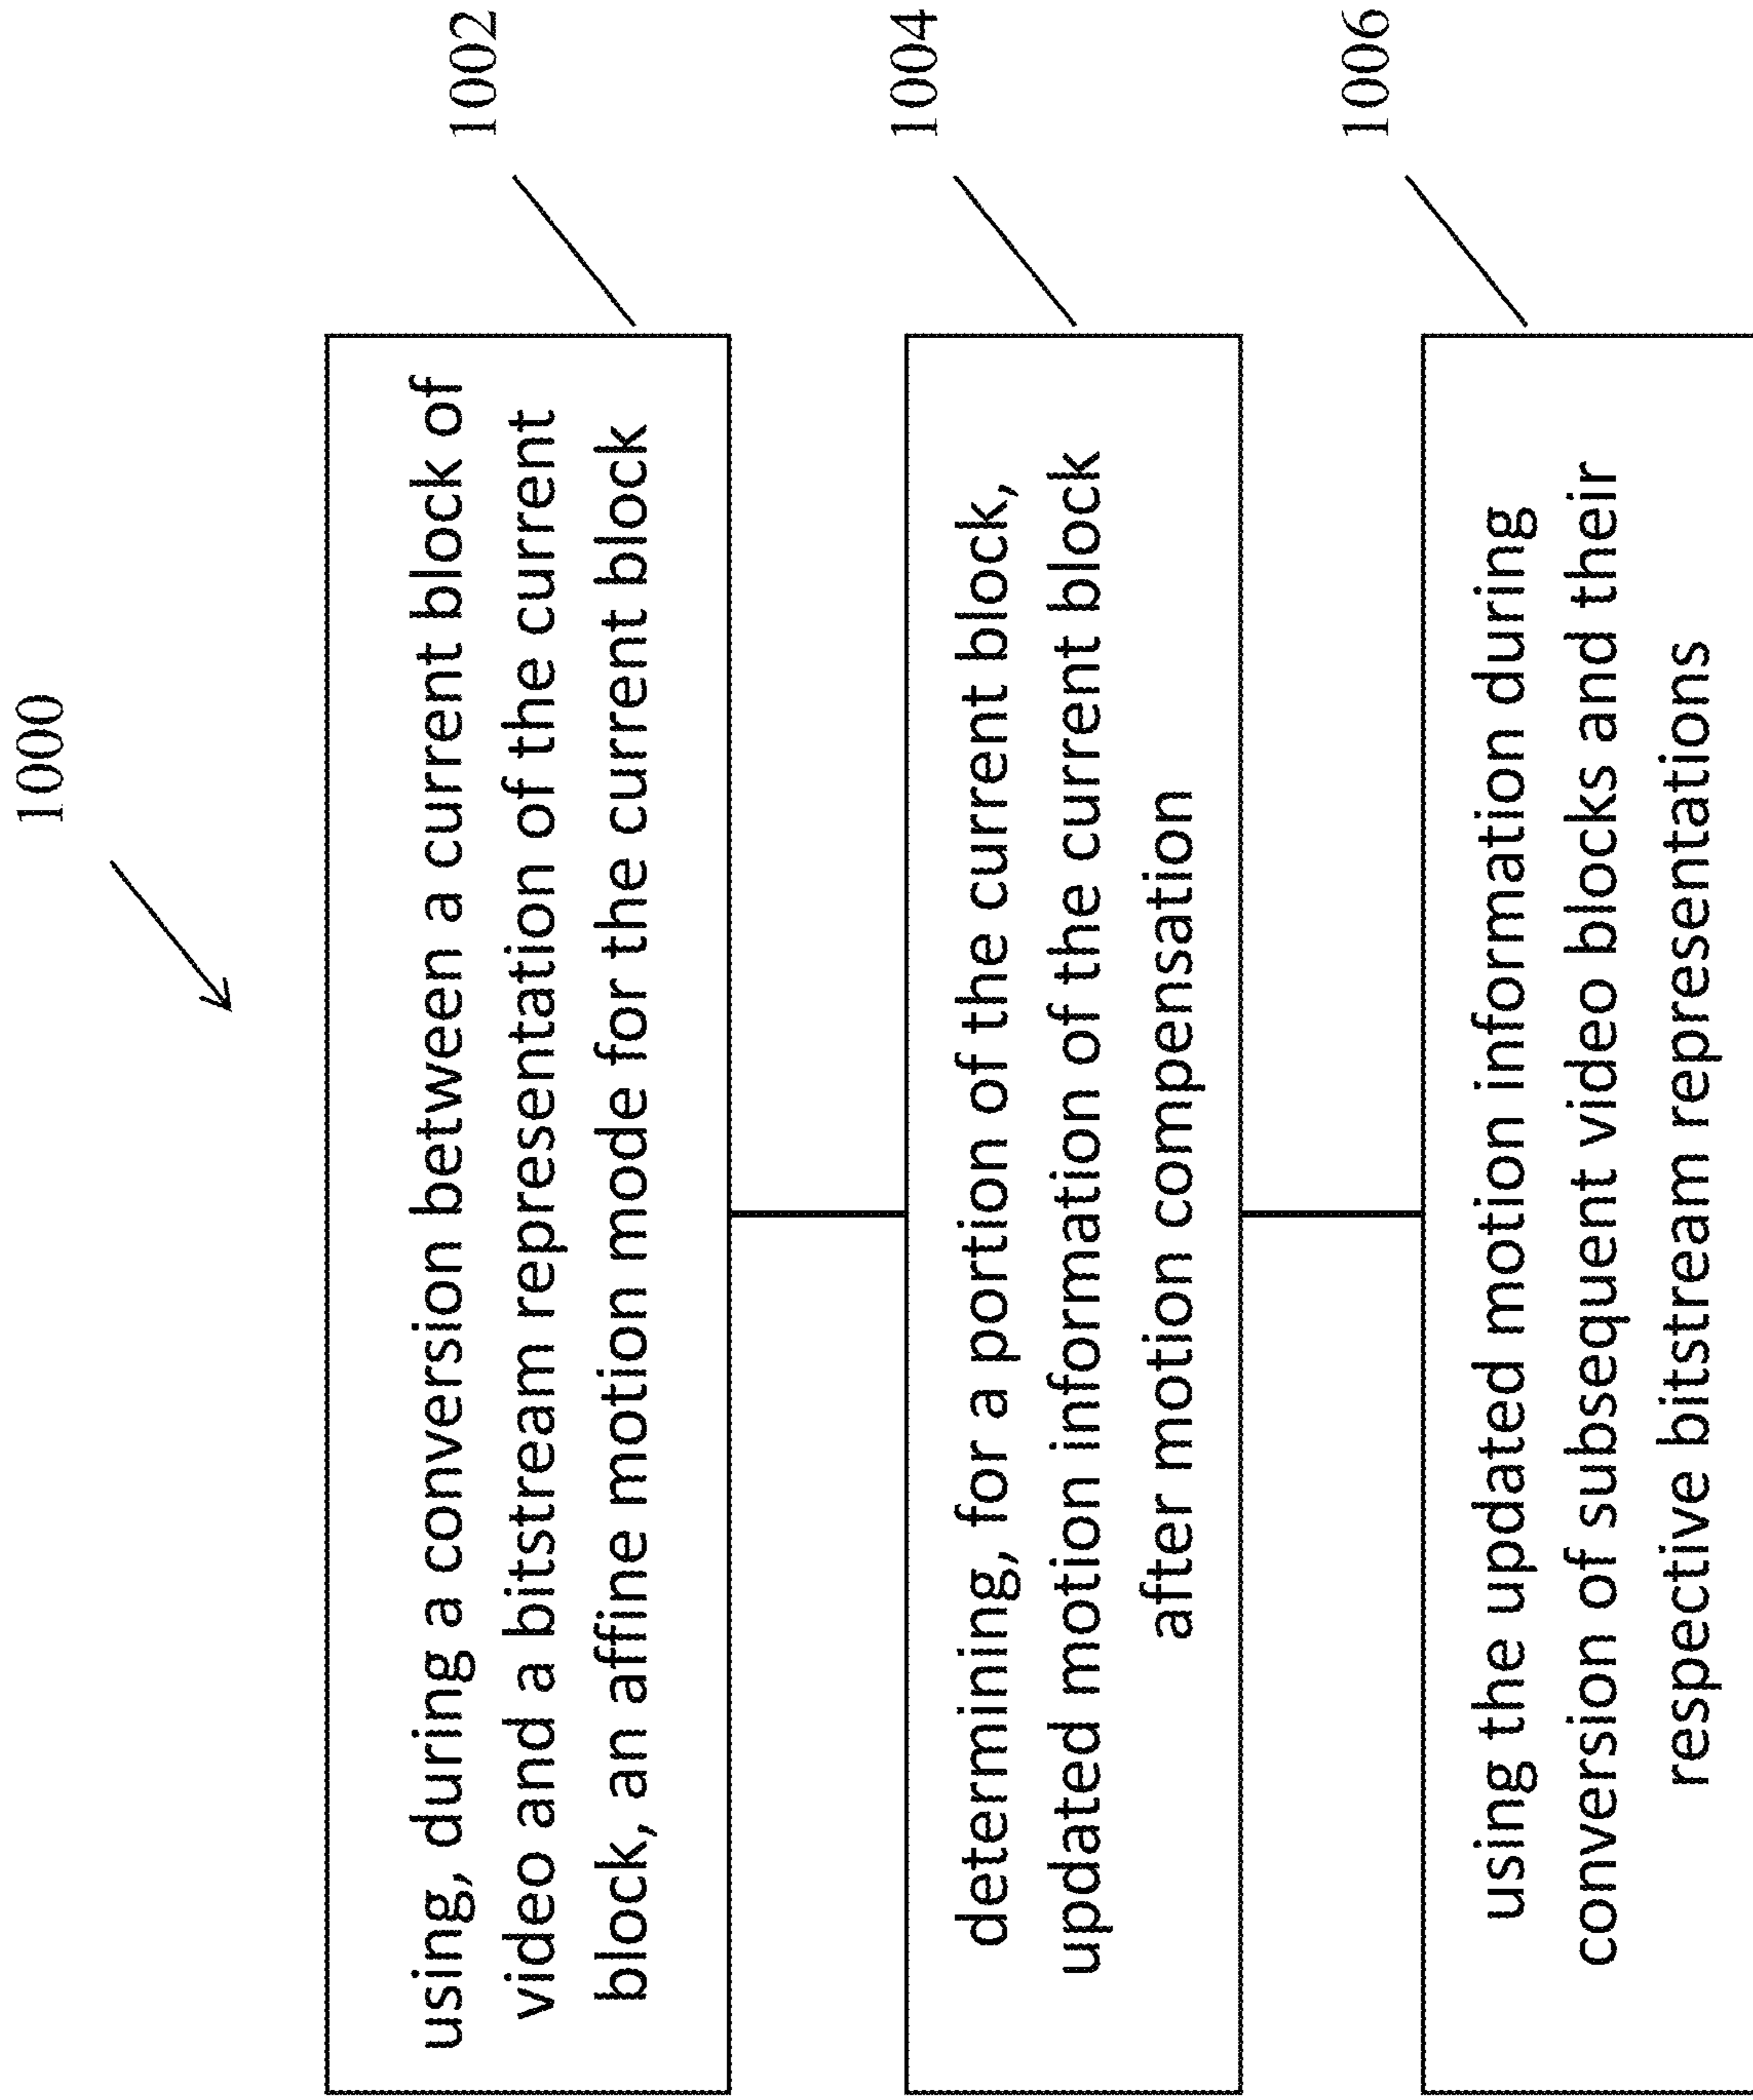 1000
using, during a conversion between a current block of
video and a bitstream representation of the current
block, an affine motion mode for the current block
1002
determining, for a portion of the current block,
updated motion information of the current block
after motion compensation
1004
using the updated motion information during
conversion of subsequent video blocks and their
respective bitstream representations
1006